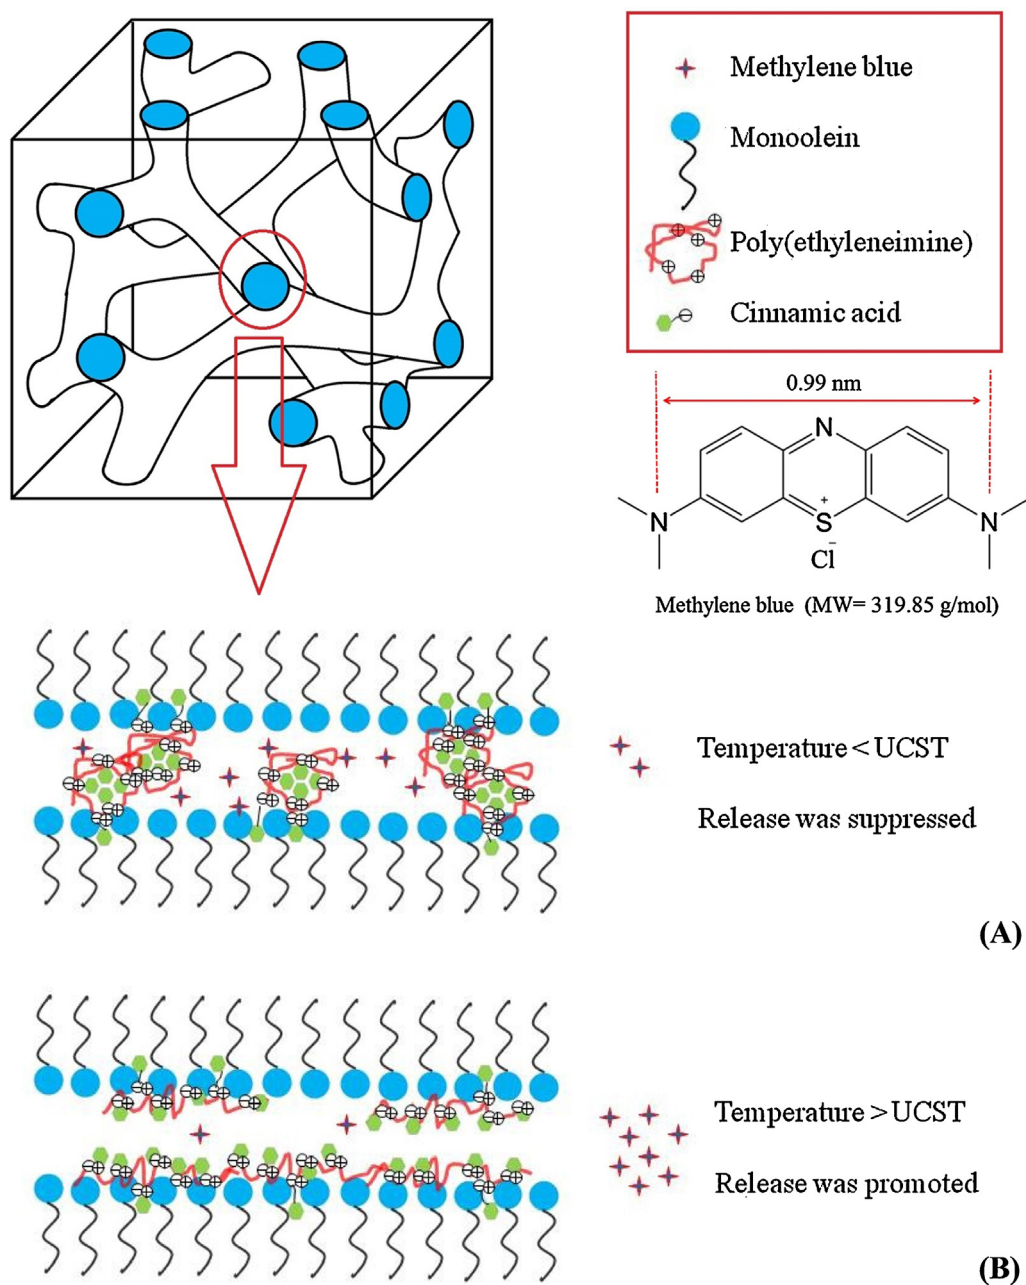 Methylene blue
Monoolein
Poly(ethyleneimine)
Cinnamic acid
0.99 nm
N
S
+
N
N
Cl
−
Methylene blue (MW= 319.85 g/mol)
Temperature < UCST
Release was suppressed
(A)
Temperature > UCST
Release was promoted
(B)